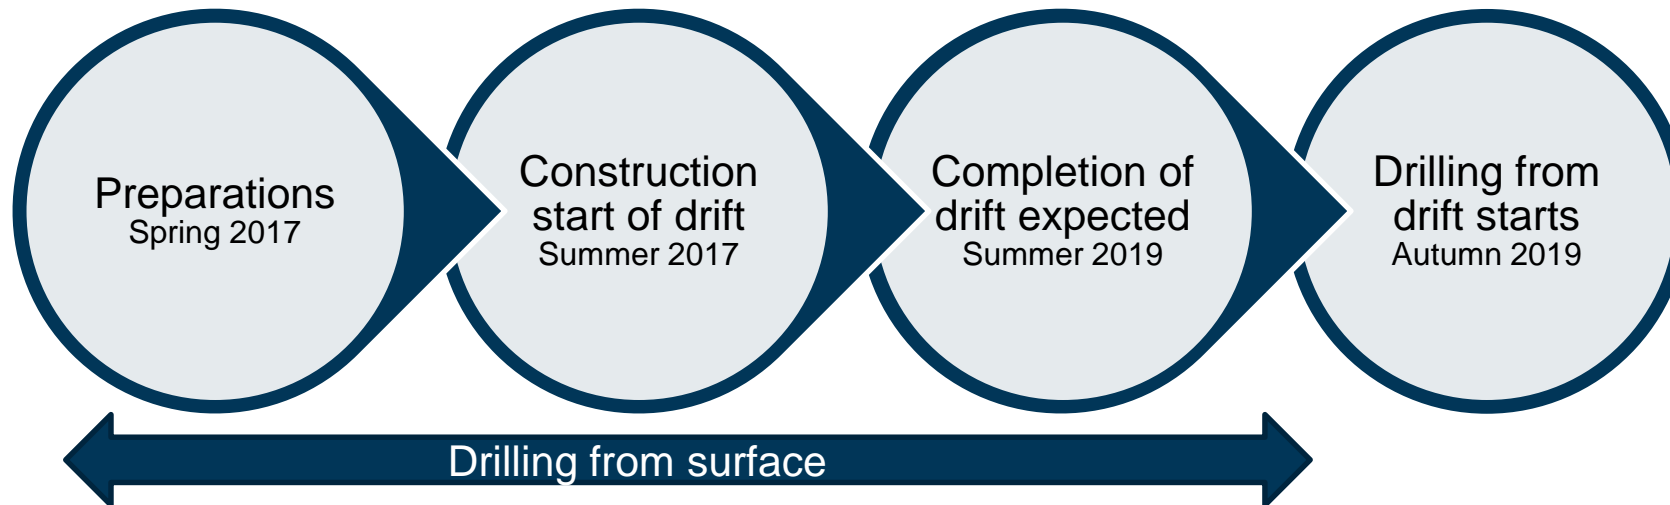 Preparations
Spring 2017
Construction
start of drift
Summer 2017
Completion of
drift expected
Summer 2019
Drilling from
drift starts
Autumn 2019
Drilling from surface